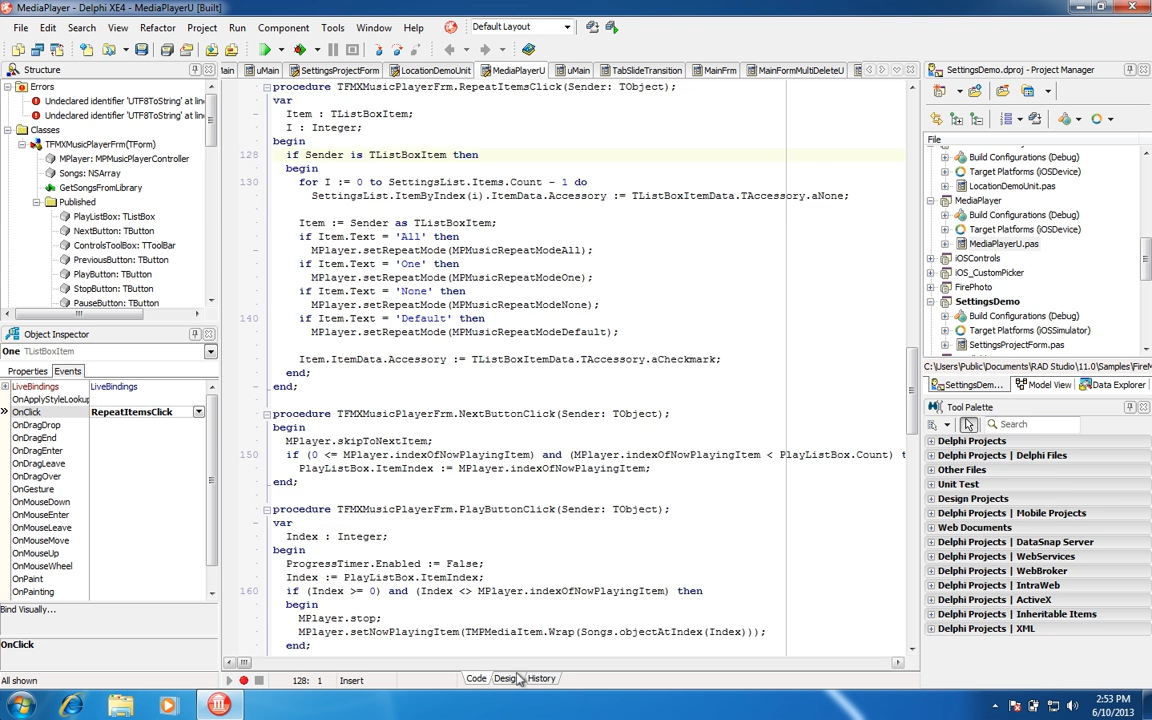 MediaPlayer - Delphi XE4 - MediaPlayerU [Built]
File Edit Search View Refactor Project Run Component Tools Window Help Default Layout
Structure
Errors
Undeclared identifier 'UTF8ToString' at line
Undeclared identifier 'UTF8ToString' at line
Classes
TFMXMusicPlayerFrm(TForm)
MPlayer: MPMusicPlayerController
Songs: NSArray
GetSongsFromLibrary
Published
PlayListBox: TListBox
NextButton: TButton
ControlsToolBox: TToolBar
PreviousButton: TButton
PlayButton: TButton
StopButton: TButton
PauseButton: TButton
Object Inspector
One TListBoxItem
Properties Events
LiveBindings LiveBindings
OnApplyStyleLookup
OnClick RepeatItemsClick
OnDragDrop
OnDragEnd
OnDragEnter
OnDragLeave
OnDragOver
OnGesture
OnMouseDown
OnMouseEnter
OnMouseLeave
OnMouseMove
OnMouseUp
OnMouseWheel
OnPaint
OnPainting
Bind Visually...
OnClick
All shown
Main uMain SettingsProjectForm LocationDemoUnit MediaPlayerU uMain TabSlideTransition MainFrm MainFormMultiDeleteU
procedure TFMXMusicPlayerFrm.RepeatItemsClick(Sender: TObject);
var
Item : TListBoxItem;
I : Integer;
begin
128 if Sender is TListBoxItem then
begin
130 for I := 0 to SettingsList.Items.Count - 1 do
SettingsList.ItemByIndex(i).ItemData.Accessory := TListBoxItemData.TAccessory.aNone;
Item := Sender as TListBoxItem;
if Item.Text = 'All' then
MPlayer.setRepeatMode(MPMusicRepeatModeAll);
if Item.Text = 'One' then
MPlayer.setRepeatMode(MPMusicRepeatModeOne);
if Item.Text = 'None' then
MPlayer.setRepeatMode(MPMusicRepeatModeNone);
140 if Item.Text = 'Default' then
MPlayer.setRepeatMode(MPMusicRepeatModeDefault);
Item.ItemData.Accessory := TListBoxItemData.TAccessory.aCheckmark;
end;
end;
procedure TFMXMusicPlayerFrm.NextButtonClick(Sender: TObject);
begin
MPlayer.skipToNextItem;
150 if (0 <= MPlayer.indexOfNowPlayingItem) and (MPlayer.indexOfNowPlayingItem < PlayListBox.Count) t
PlayListBox.ItemIndex := MPlayer.indexOfNowPlayingItem;
end;
procedure TFMXMusicPlayerFrm.PlayButtonClick(Sender: TObject);
var
Index : Integer;
begin
ProgressTimer.Enabled := False;
Index := PlayListBox.ItemIndex;
160 if (Index >= 0) and (Index <> MPlayer.indexOfNowPlayingItem) then
begin
MPlayer.stop;
MPlayer.setNowPlayingItem(TMPMediaItem.Wrap(Songs.objectAtIndex(Index)));
end;
128: 1 Insert Code Design History
SettingsDemo.dproj - Project Manager
File
Build Configurations (Debug)
Target Platforms (iOSDevice)
LocationDemoUnit.pas
MediaPlayer
Build Configurations (Debug)
Target Platforms (iOSDevice)
MediaPlayerU.pas
iOSControls
iOS_CustomPicker
FirePhoto
SettingsDemo
Build Configurations (Debug)
Target Platforms (iOSSimulator)
SettingsProjectForm.pas
C:\Users\Public\Documents\RAD Studio\11.0\Samples\FireM
SettingsDem... Model View Data Explorer
Tool Palette
Search
Delphi Projects
Delphi Projects | Delphi Files
Other Files
Unit Test
Design Projects
Delphi Projects | Mobile Projects
Web Documents
Delphi Projects | DataSnap Server
Delphi Projects | WebServices
Delphi Projects | WebBroker
Delphi Projects | IntraWeb
Delphi Projects | ActiveX
Delphi Projects | Inheritable Items
Delphi Projects | XML
2:53 PM
6/10/2013